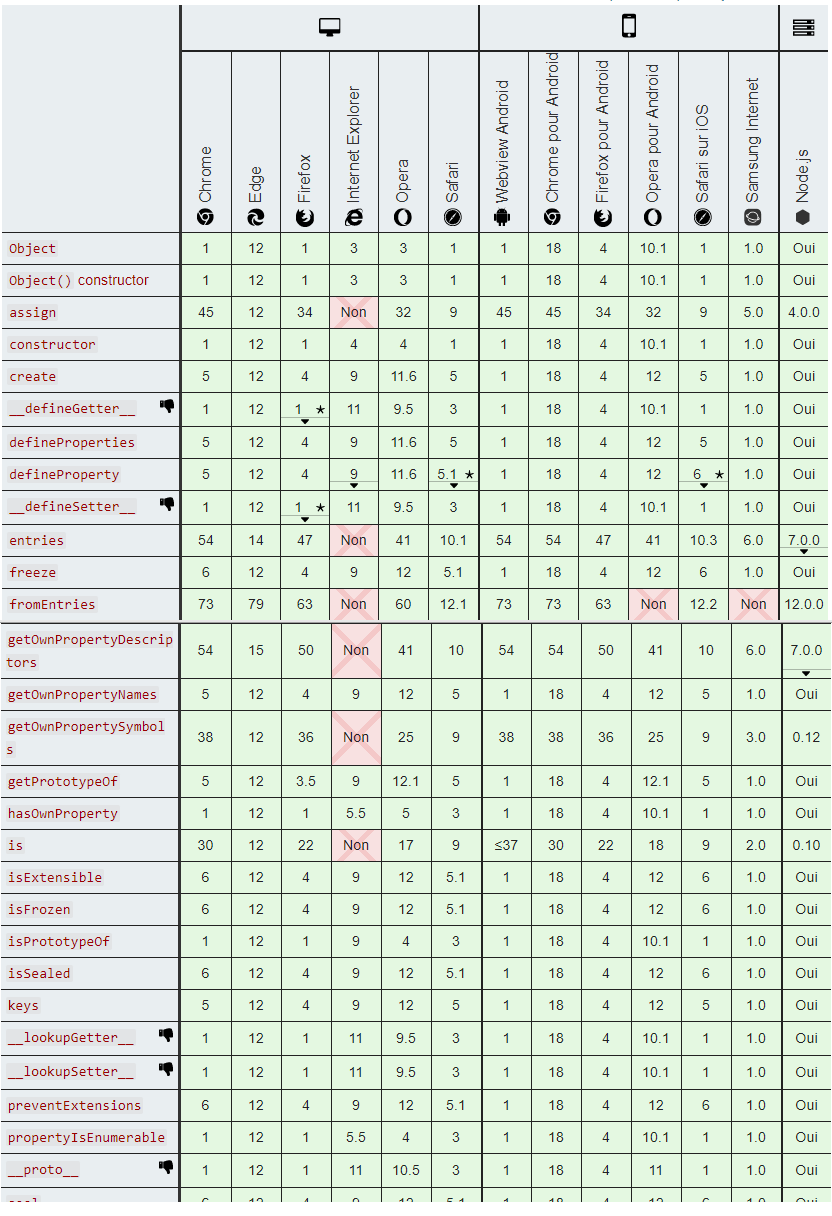 Chrome Edge Firefox Internet Explorer Opera Safari Webview Android Chrome pour Android Firefox pour Android Opera pour Android Safari sur iOS Samsung Internet Node.js
Object 1 12 1 3 3 1 1 18 4 10.1 1 1.0 Oui
Object() constructor 1 12 1 3 3 1 1 18 4 10.1 1 1.0 Oui
assign 45 12 34 Non 32 9 45 45 34 32 9 5.0 4.0.0
constructor 1 12 1 4 4 1 1 18 4 10.1 1 1.0 Oui
create 5 12 4 9 11.6 5 1 18 4 12 5 1.0 Oui
__defineGetter__ 1 12 1 * 11 9.5 3 1 18 4 10.1 1 1.0 Oui
defineProperties 5 12 4 9 11.6 5 1 18 4 12 5 1.0 Oui
defineProperty 5 12 4 9 11.6 5.1 * 1 18 4 12 6 * 1.0 Oui
__defineSetter__ 1 12 1 * 11 9.5 3 1 18 4 10.1 1 1.0 Oui
entries 54 14 47 Non 41 10.1 54 54 47 41 10.3 6.0 7.0.0
freeze 6 12 4 9 12 5.1 1 18 4 12 6 1.0 Oui
fromEntries 73 79 63 Non 60 12.1 73 73 63 Non 12.2 Non 12.0.0
getOwnPropertyDescrip
tors 54 15 50 Non 41 10 54 54 50 41 10 6.0 7.0.0
getOwnPropertyNames 5 12 4 9 12 5 1 18 4 12 5 1.0 Oui
getOwnPropertySymbol
s 38 12 36 Non 25 9 38 38 36 25 9 3.0 0.12
getPrototypeOf 5 12 3.5 9 12.1 5 1 18 4 12.1 5 1.0 Oui
hasOwnProperty 1 12 1 5.5 5 3 1 18 4 10.1 1 1.0 Oui
is 30 12 22 Non 17 9 ≤37 30 22 18 9 2.0 0.10
isExtensible 6 12 4 9 12 5.1 1 18 4 12 6 1.0 Oui
isFrozen 6 12 4 9 12 5.1 1 18 4 12 6 1.0 Oui
isPrototypeOf 1 12 1 9 4 3 1 18 4 10.1 1 1.0 Oui
isSealed 6 12 4 9 12 5.1 1 18 4 12 6 1.0 Oui
keys 5 12 4 9 12 5 1 18 4 12 5 1.0 Oui
__lookupGetter__ 1 12 1 11 9.5 3 1 18 4 10.1 1 1.0 Oui
__lookupSetter__ 1 12 1 11 9.5 3 1 18 4 10.1 1 1.0 Oui
preventExtensions 6 12 4 9 12 5.1 1 18 4 12 6 1.0 Oui
propertyIsEnumerable 1 12 1 5.5 4 3 1 18 4 10.1 1 1.0 Oui
__proto__ 1 12 1 11 10.5 3 1 18 4 11 1 1.0 Oui